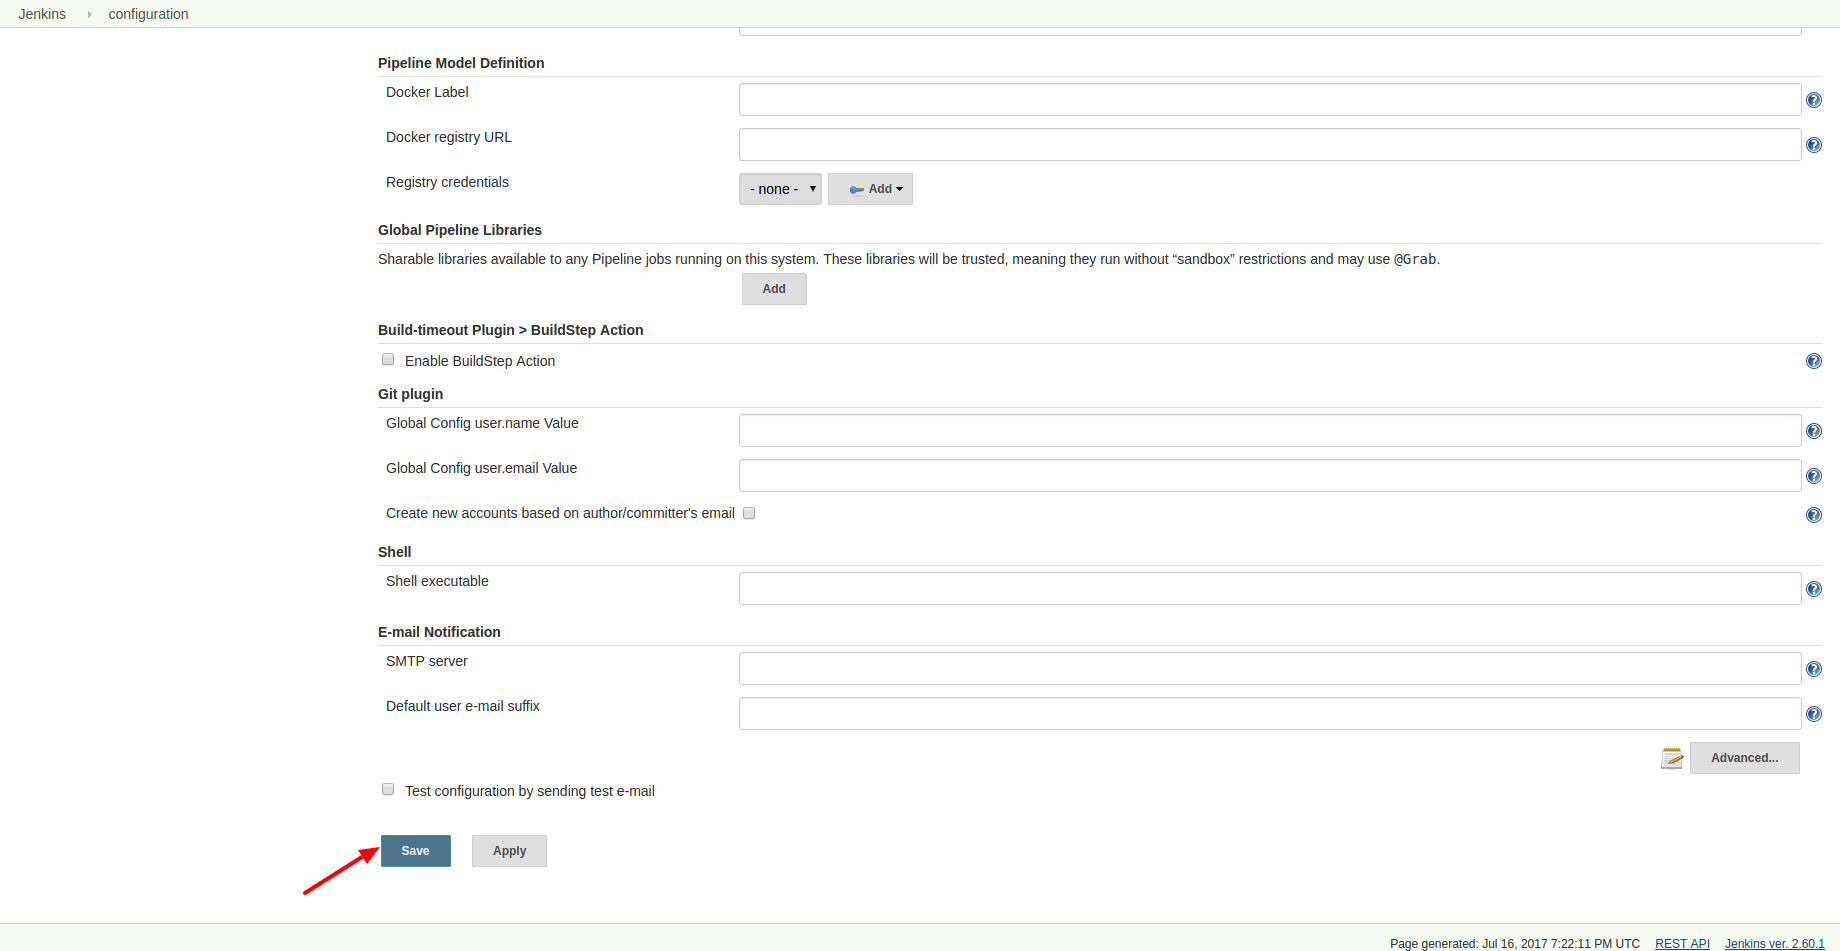 Jenkins configuration
Pipeline Model Definition
Docker Label
Docker registry URL
Registry credentials - none - Add
Global Pipeline Libraries
Sharable libraries available to any Pipeline jobs running on this system. These libraries will be trusted, meaning they run without “sandbox” restrictions and may use @Grab.
Add
Build-timeout Plugin > BuildStep Action
Enable BuildStep Action
Git plugin
Global Config user.name Value
Global Config user.email Value
Create new accounts based on author/committer's email
Shell
Shell executable
E-mail Notification
SMTP server
Default user e-mail suffix
Advanced...
Test configuration by sending test e-mail
Save Apply
Page generated: Jul 16, 2017 7:22:11 PM UTC REST API Jenkins ver. 2.60.1